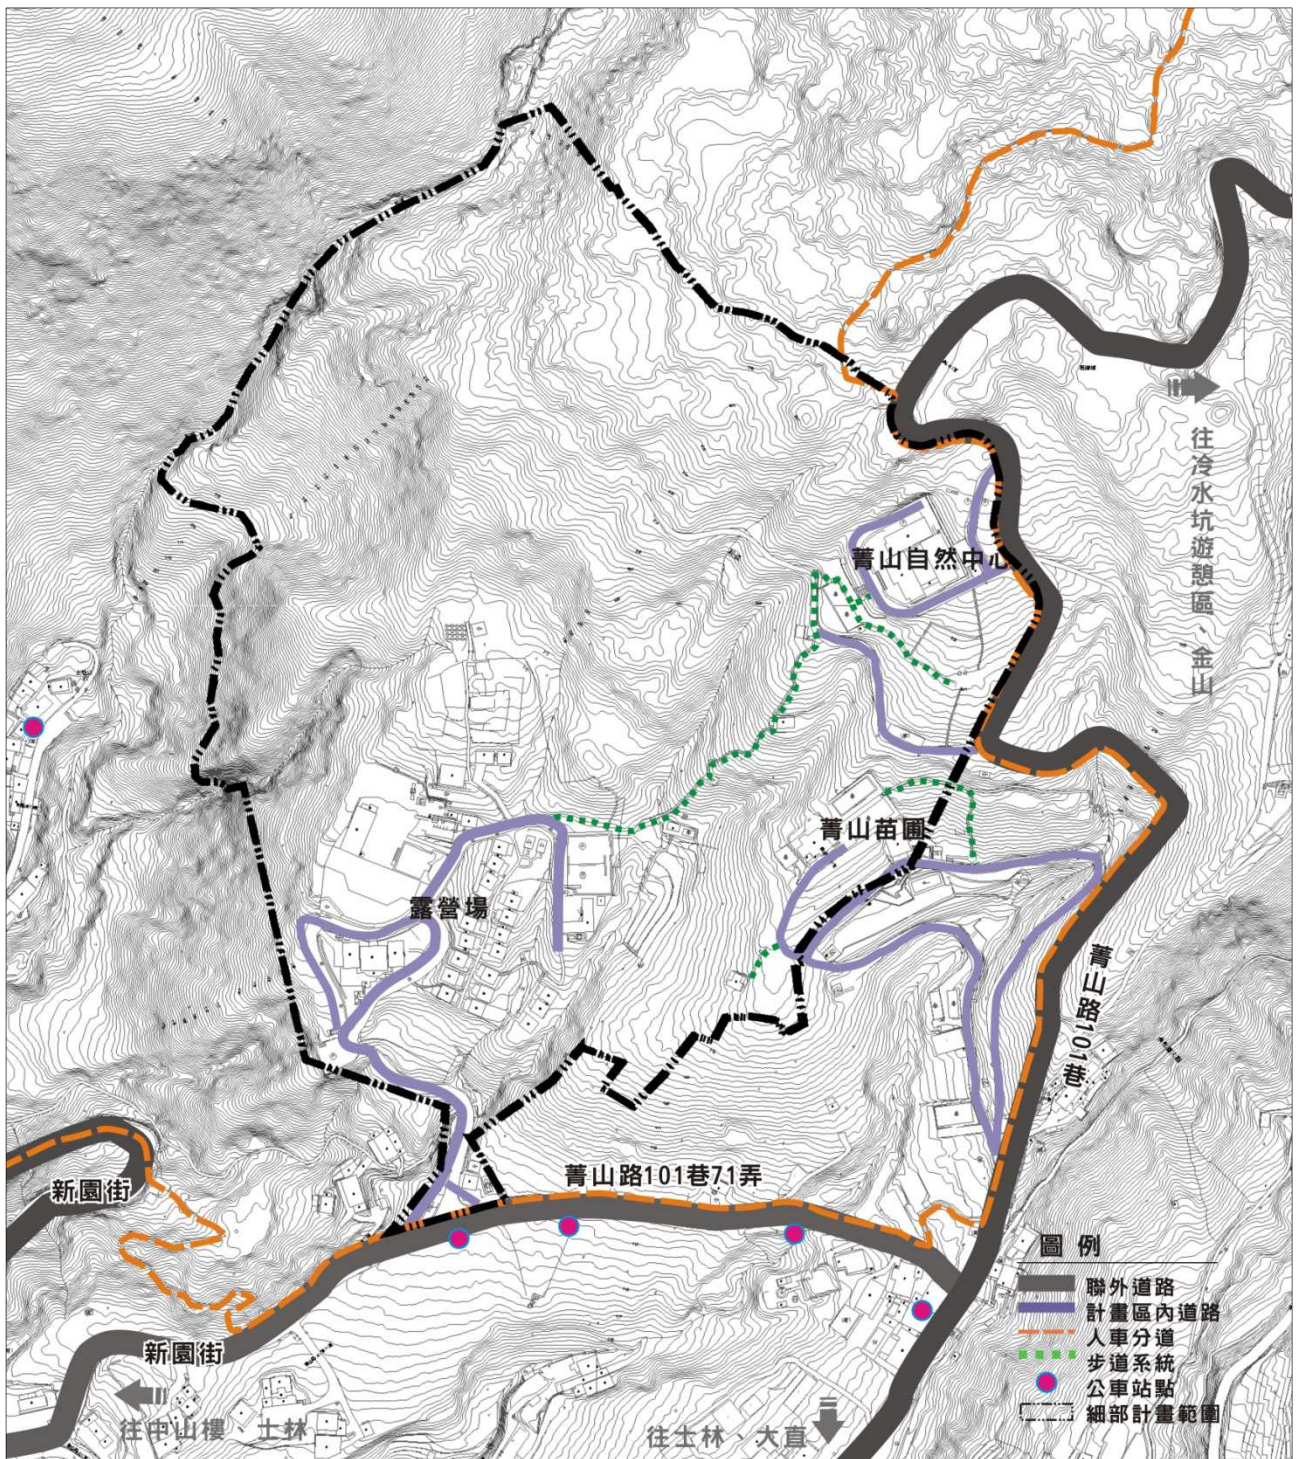 往冷水坑遊憩區、金山
菁山自然中心
菁山苗圃
露營場
菁山路101巷
菁山路101巷71弄
新園街
新園街
往中山樓、士林
往士林、大直
圖例
聯外道路
計畫區內道路
人車分道
步道系統
公車站點
細部計畫範圍